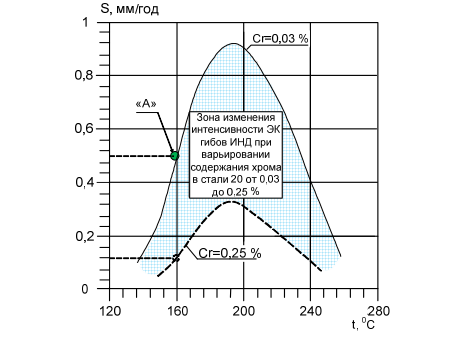 S, мм/год
1
Cr=0,03 %
0,8
«А»
Зона изменения
интенсивности ЭК
гибов ИНД при
варьировании
содержания хрома
в стали 20 от 0,03
до 0.25 %
0,6
0,4
0,2
Cr=0,25 %
0
120 160 200 240 280
t, ⁰C